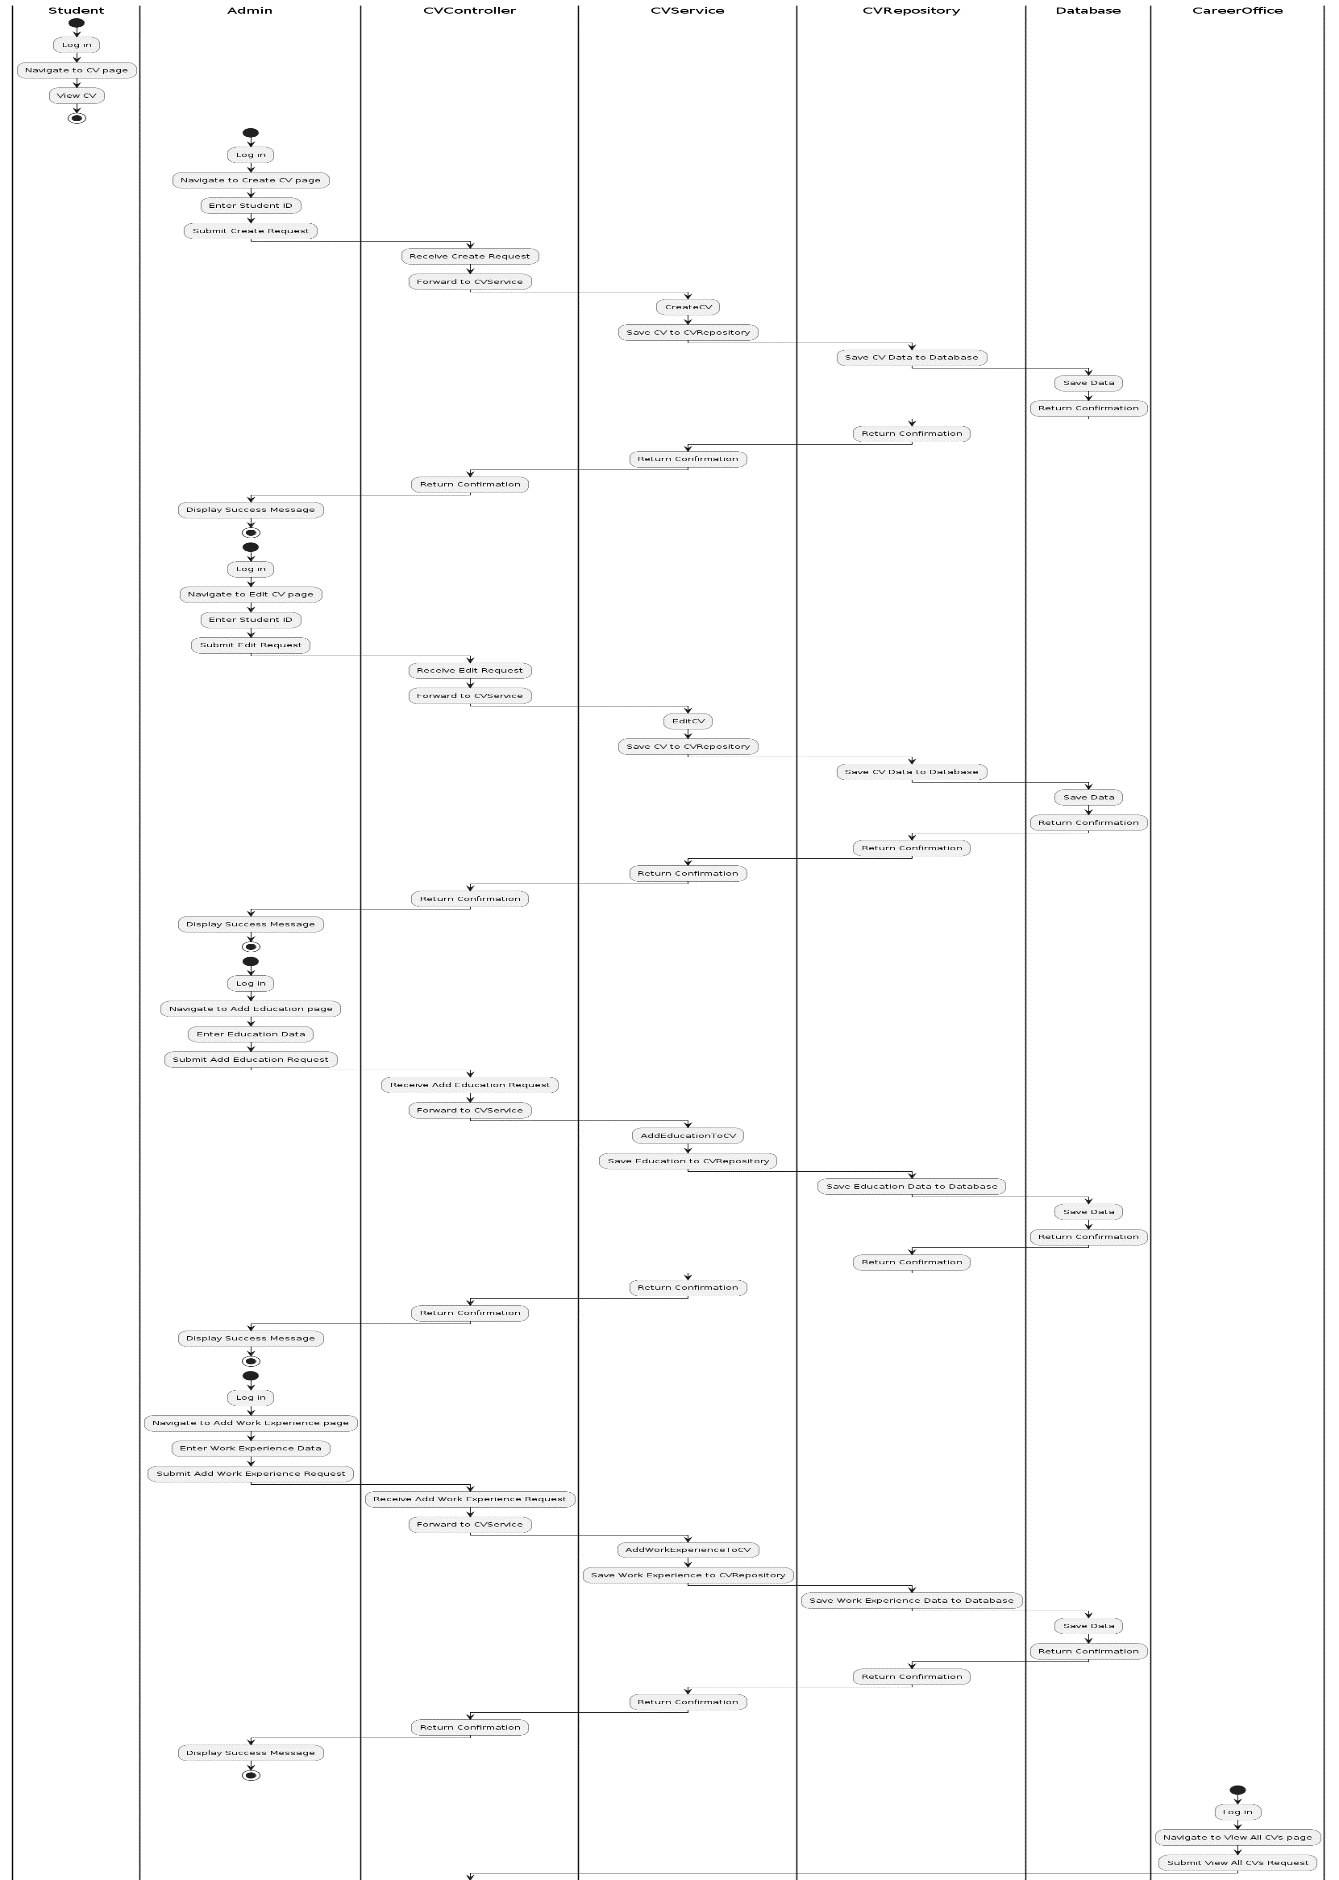 Student Admin CVController CVService CVRepository Database CareerOffice
Log in
Navigate to CV page
View CV
Log in
Navigate to Create CV page
Enter Student ID
Submit Create Request
Receive Create Request
Forward to CVService
CreateCV
Save CV to CVRepository
Save CV Data to Database
Save Data
Return Confirmation
Return Confirmation
Return Confirmation
Return Confirmation
Display Success Message
Log in
Navigate to Edit CV page
Enter Student ID
Submit Edit Request
Receive Edit Request
Forward to CVService
EditCV
Save CV to CVRepository
Save CV Data to Database
Save Data
Return Confirmation
Return Confirmation
Return Confirmation
Return Confirmation
Display Success Message
Log in
Navigate to Add Education page
Enter Education Data
Submit Add Education Request
Receive Add Education Request
Forward to CVService
AddEducationToCV
Save Education to CVRepository
Save Education Data to Database
Save Data
Return Confirmation
Return Confirmation
Return Confirmation
Return Confirmation
Display Success Message
Log in
Navigate to Add Work Experience page
Enter Work Experience Data
Submit Add Work Experience Request
Receive Add Work Experience Request
Forward to CVService
AddWorkExperienceToCV
Save Work Experience to CVRepository
Save Work Experience Data to Database
Save Data
Return Confirmation
Return Confirmation
Return Confirmation
Return Confirmation
Display Success Message
Log in
Navigate to View All CVs page
Submit View All CVs Request